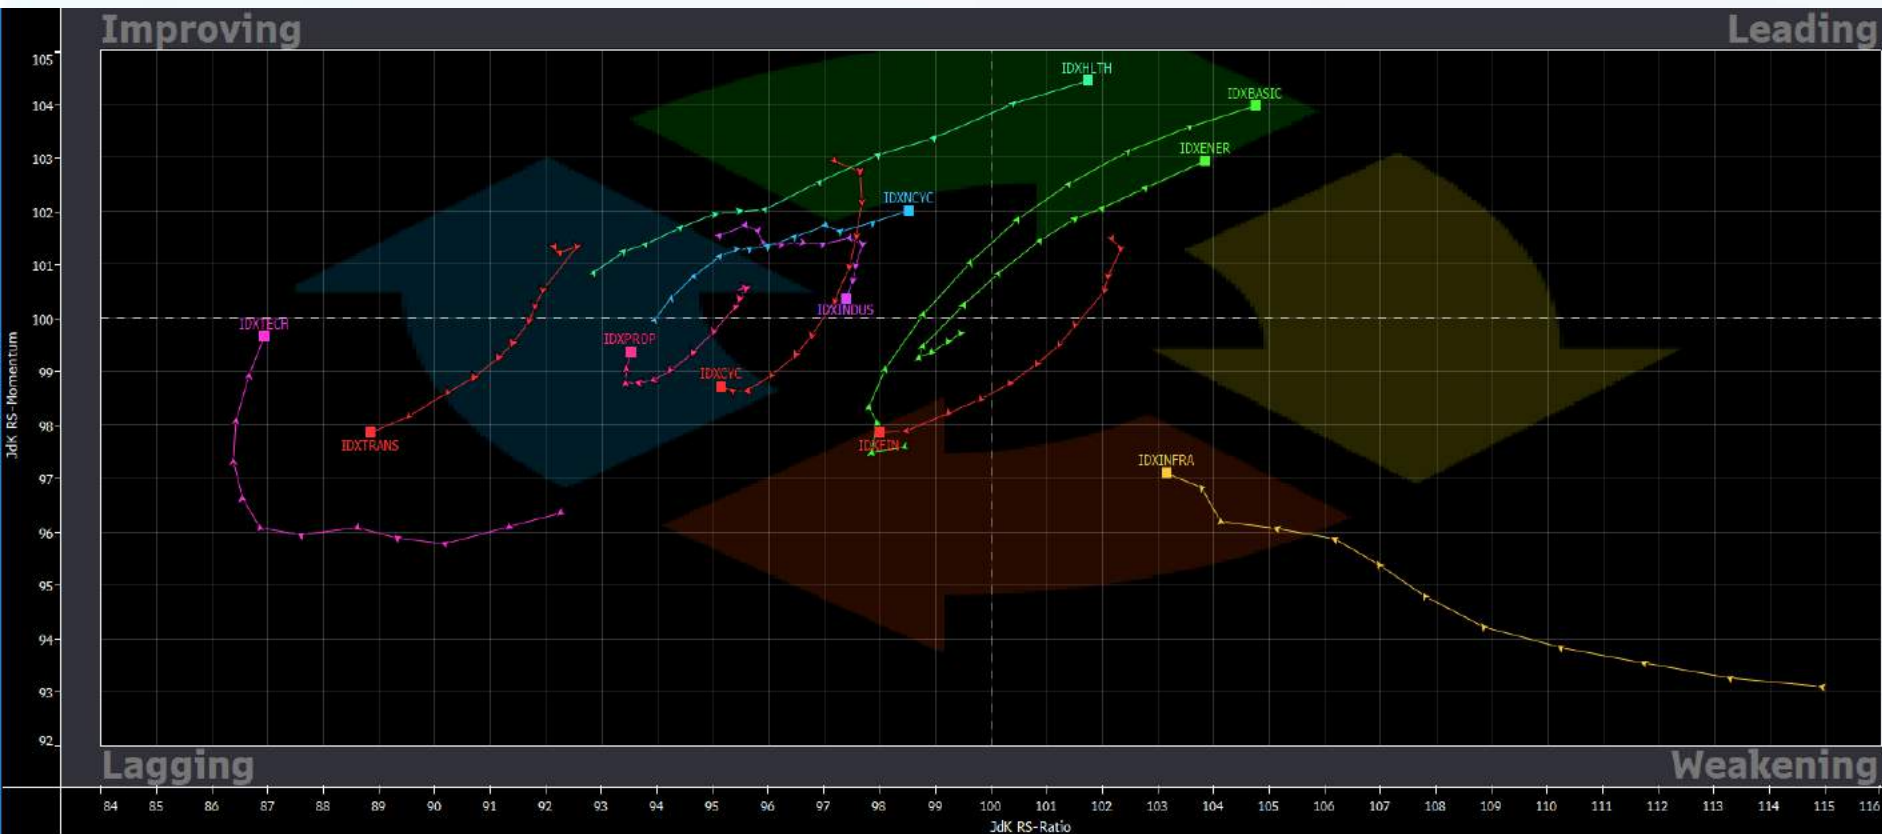 Improving
Leading
105
104
103
102
101
100
99
98
97
96
95
94
93
92
JdK RS-Momentum
IDXHLTH
IDXBASIC
IDXENER
IDXNCYC
IDXINDUS
IDXTECH
IDXPROP
IDXCYC
IDXTRANS
IDXFIN
IDXINFRA
Lagging
Weakening
84 85 86 87 88 89 90 91 92 93 94 95 96 97 98 99 100 101 102 103 104 105 106 107 108 109 110 111 112 113 114 115 116
JdK RS-Ratio